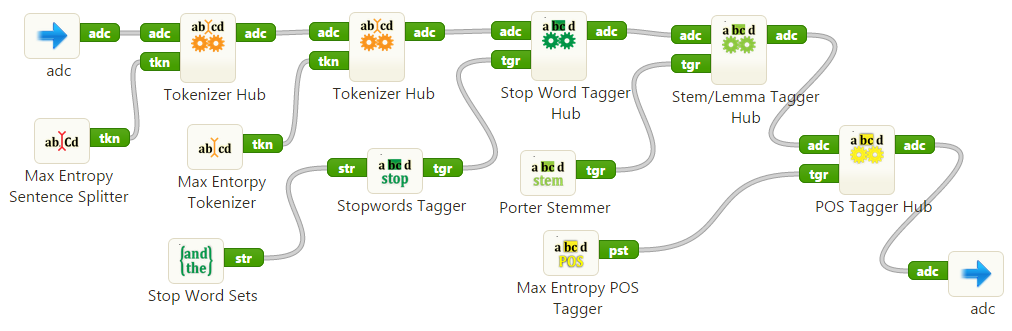 adc
adc
adc
tkn
ab cd
Tokenizer Hub
adc
adc
tkn
ab cd
Tokenizer Hub
adc
adc
tgr
a bc d
Stop Word Tagger
Hub
adc
adc
tgr
a bc d
Stem/Lemma Tagger
Hub
adc
ab Cd
tkn
Max Entropy
Sentence Splitter
ab cd
tkn
Max Entorpy
Tokenizer
str
a bc d
stop
tgr
Stopwords Tagger
a bc d
stem
tgr
Porter Stemmer
adc
tgr
a bc d
adc
POS Tagger Hub
{and
the}
str
Stop Word Sets
a bc d
POS
pst
Max Entropy POS
Tagger
adc
adc